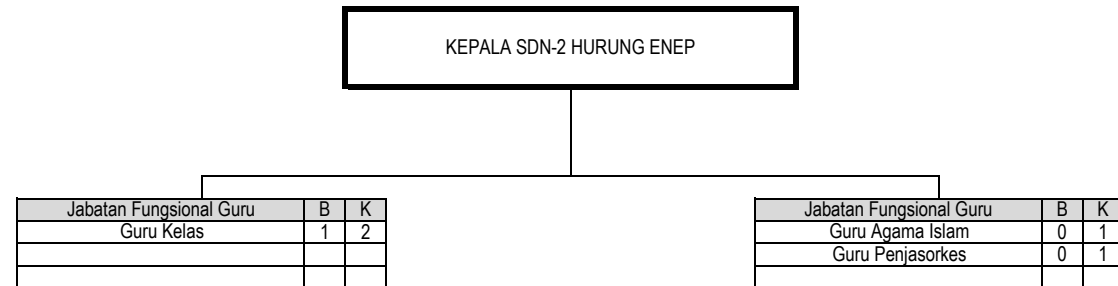 KEPALA SDN-2 HURUNG ENEP
Jabatan Fungsional Guru B K
Guru Kelas 1 2
Jabatan Fungsional Guru B K
Guru Agama Islam 0 1
Guru Penjasorkes 0 1